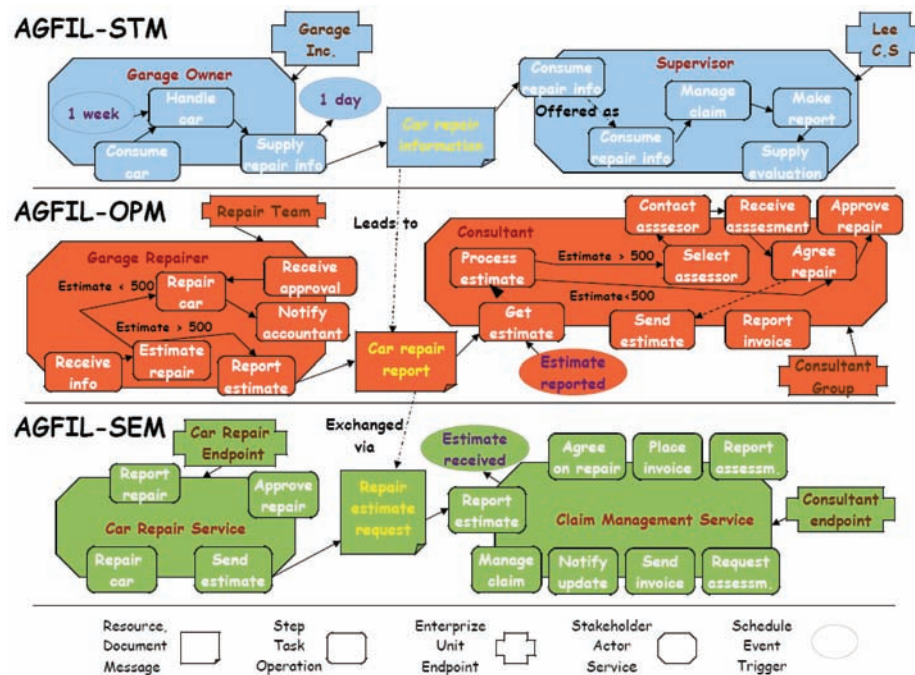 AGFIL-STM
Garage
Inc.
Lee
C.S
Garage Owner
1 week
Handle
car
1 day
Consume
car
Supply
repair info
Car repair
information
Consume
repair info
Offered as
Consume
repair info
Supervisor
Manage
claim
Make
report
Supply
evaluation
AGFIL-OPM
Repair Team
Leads to
Garage Repairer
Estimate < 500
Repair
car
Receive
approval
Notify
accountant
Estimate > 500
Receive
info
Estimate
repair
Report
estimate
Car repair
report
Consultant
Contact
asssesor
Receive
asssesment
Approve
repair
Process
estimate
Estimate > 500
Select
assessor
Agree
repair
Estimate<500
Get
estimate
Send
estimate
Report
invoice
Estimate
reported
Consultant
Group
AGFIL-SEM
Exchanged
via
Car Repair
Endpoint
Report
repair
Approve
repair
Car Repair Service
Repair
car
Send
estimate
Repair
estimate
request
Estimate
received
Agree
on repair
Place
invoice
Report
assessm.
Report
estimate
Claim Management Service
Consultant
endpoint
Manage
claim
Notify
update
Send
invoice
Request
assessm.
Resource,
Document
Message
Step
Task
Operation
Enterprize
Unit
Endpoint
Stakeholder
Actor
Service
Schedule
Event
Trigger